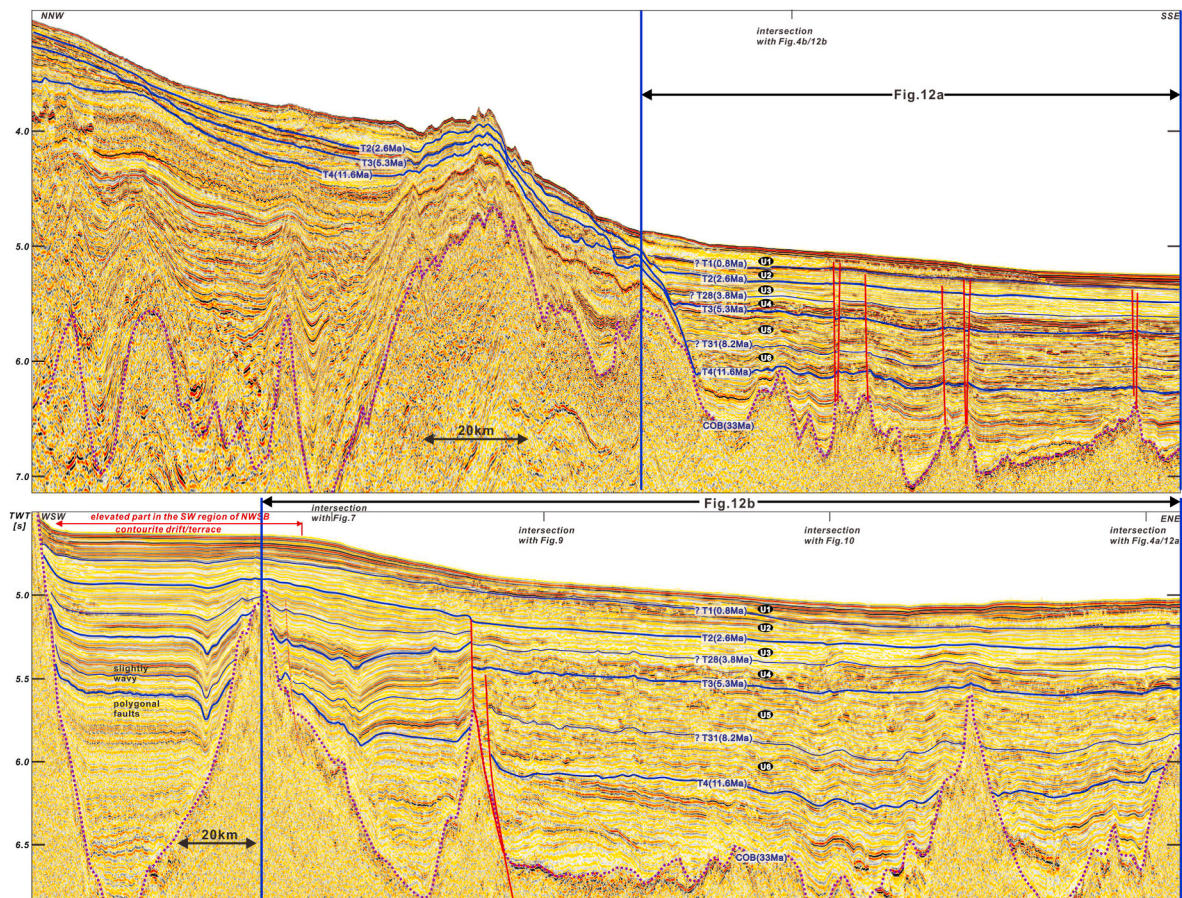 NNW
SSE
intersection
with Fig.4b/12b
Fig.12a
4.0
T2(2.6Ma)
T3(5.3Ma)
T4(11.6Ma)
5.0
? T1(0.8Ma)
U1
T2(2.6Ma)
U2
? T28(3.8Ma)
U3
T3(5.3Ma)
U4
U5
? T31(8.2Ma)
6.0
U6
T4(11.6Ma)
COB(33Ma)
20km
7.0
Fig.12b
TWT
[s]
WSW
elevated part in the SW region of NWSB
contourite drift/terrace
intersection
with Fig.7
intersection
with Fig.9
intersection
with Fig.10
ENE
intersection
with Fig.4a/12a
5.0
? T1(0.8Ma)
U1
U2
T2(2.6Ma)
U3
? T28(3.8Ma)
U4
T3(5.3Ma)
5.5
slightly
wavy
polygonal
faults
U5
? T31(8.2Ma)
6.0
U6
T4(11.6Ma)
20km
6.5
COB(33Ma)